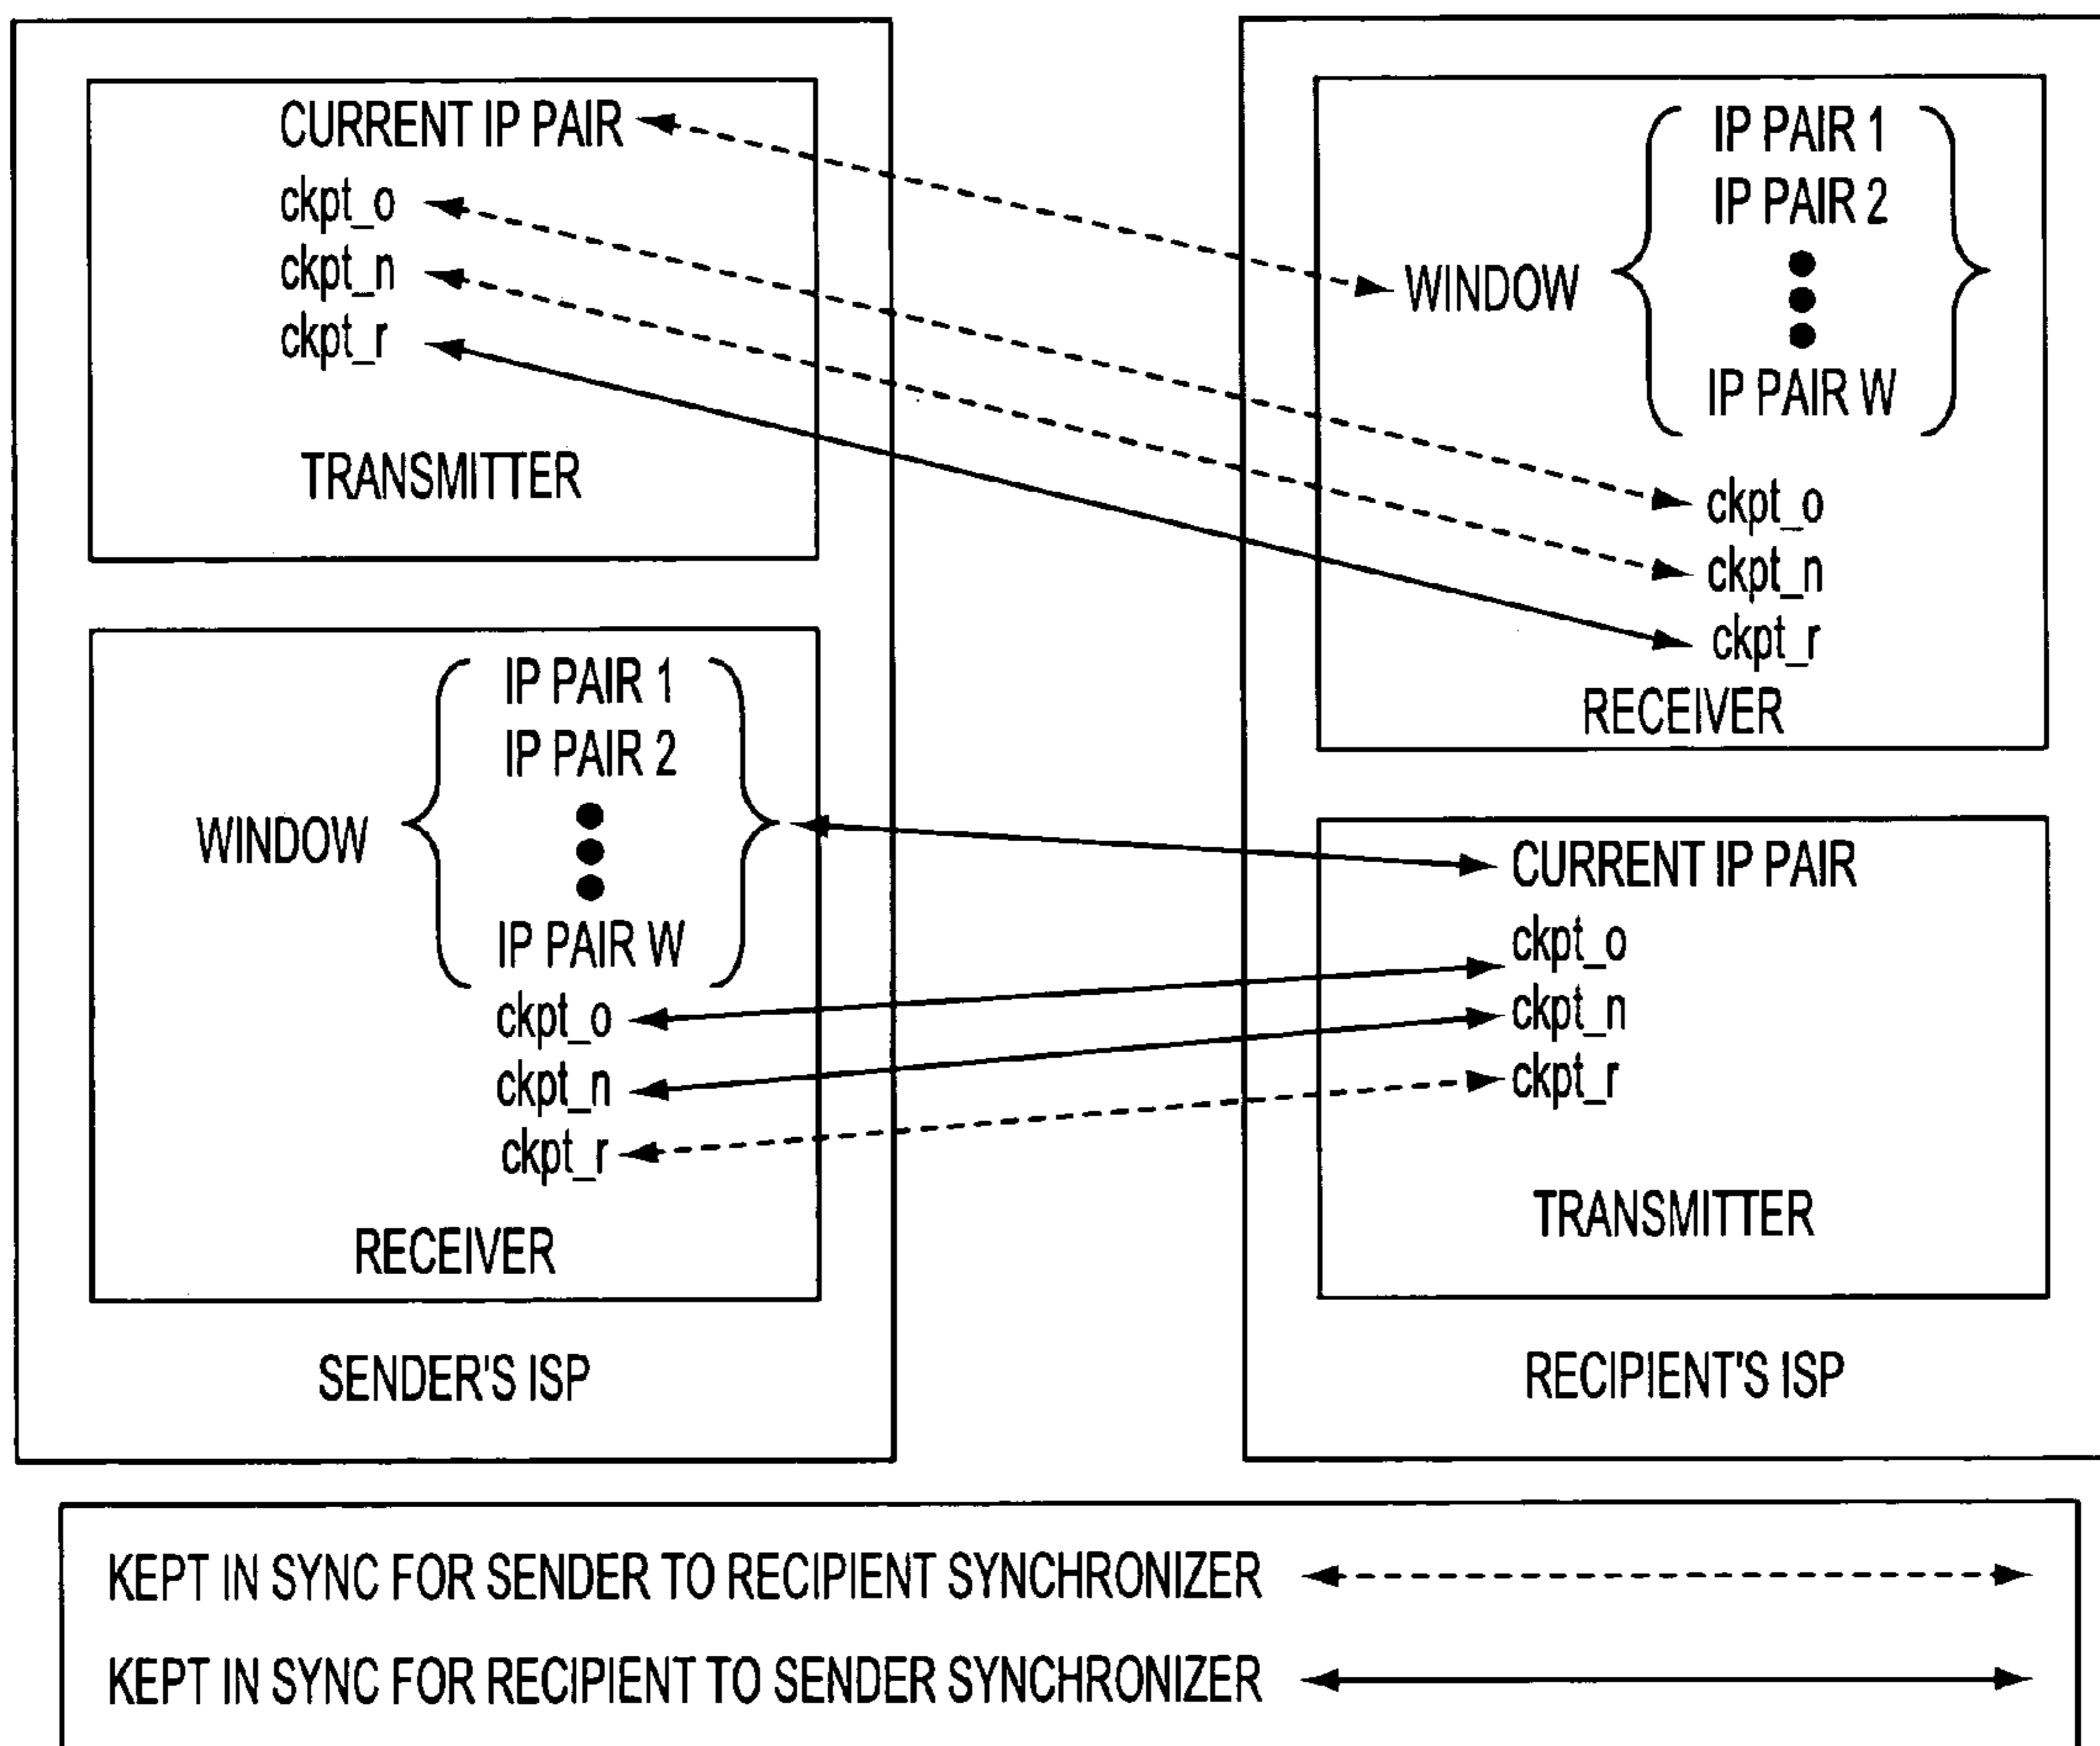 CURRENT IP PAIR
ckpt_o
ckpt_n
ckpt_r
TRANSMITTER
IP PAIR 1
IP PAIR 2
WINDOW
IP PAIR W
ckpt_o
ckpt_n
ckpt_r
RECEIVER
SENDER'S ISP
IP PAIR 1
IP PAIR 2
WINDOW
IP PAIR W
ckpt_o
ckpt_n
ckpt_r
RECEIVER
CURRENT IP PAIR
ckpt_o
ckpt_n
ckpt_r
TRANSMITTER
RECIPIENT'S ISP
KEPT IN SYNC FOR SENDER TO RECIPIENT SYNCHRONIZER
KEPT IN SYNC FOR RECIPIENT TO SENDER SYNCHRONIZER